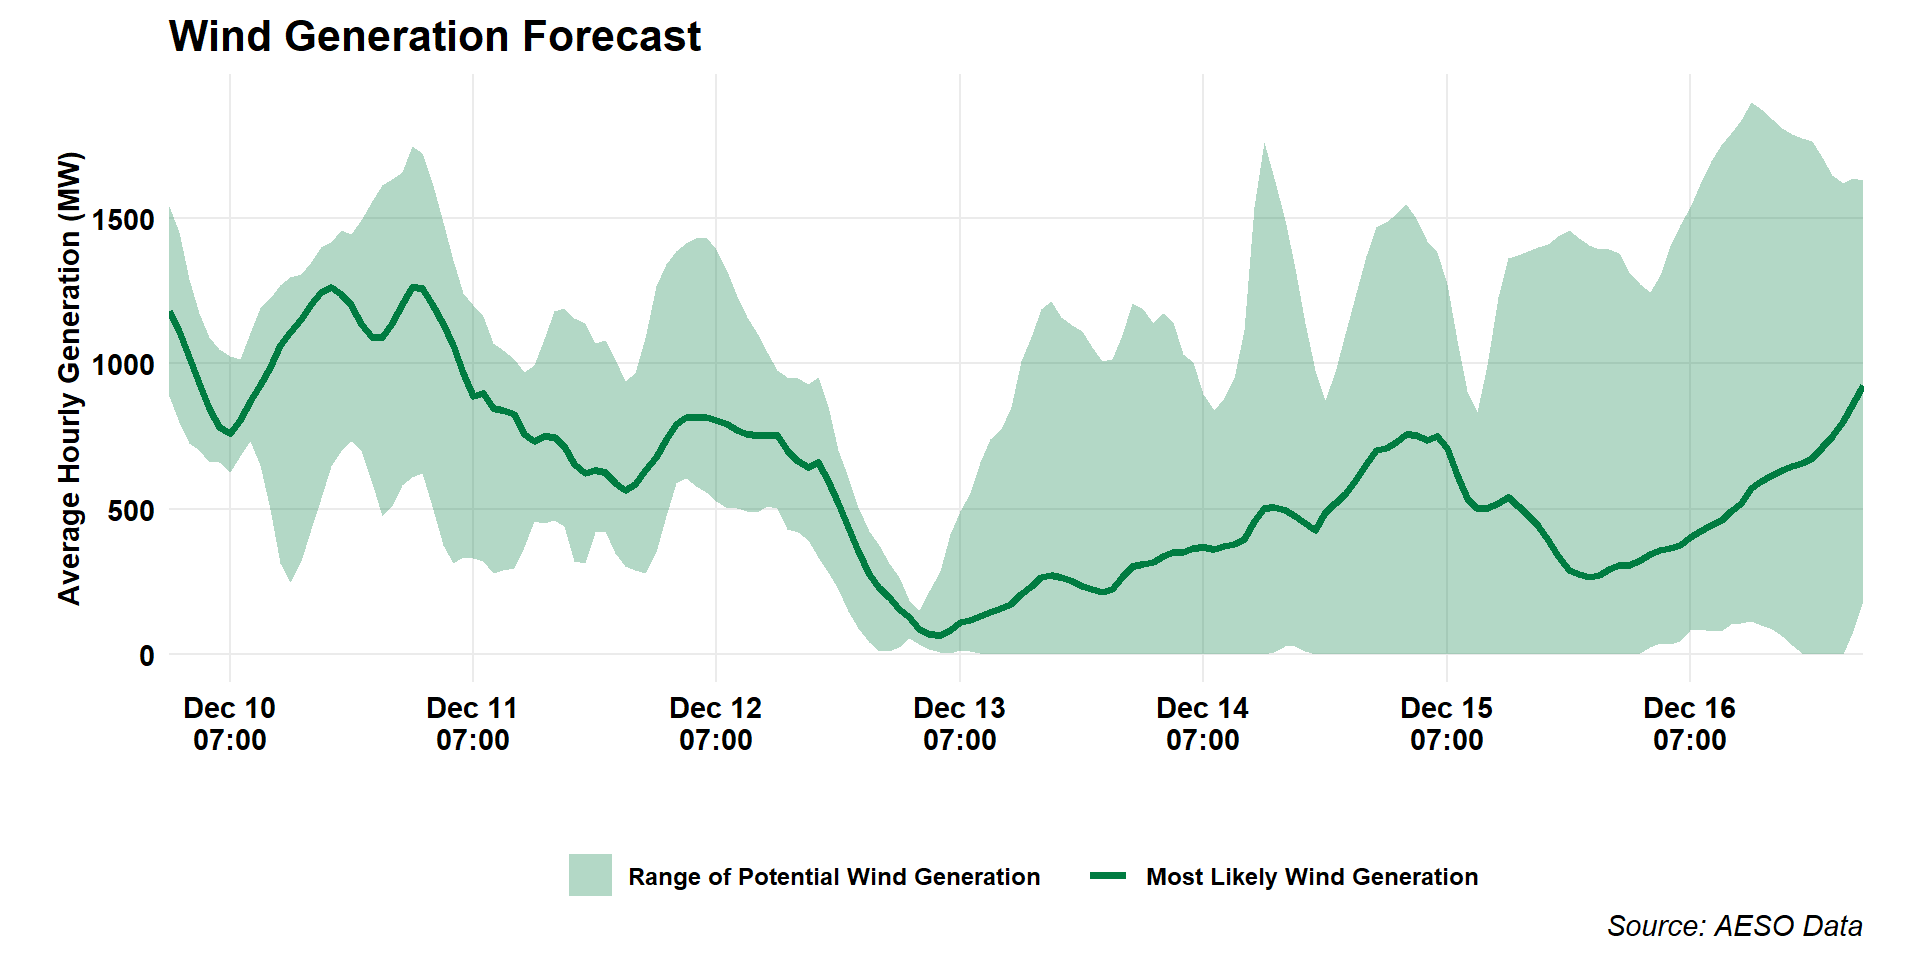 Wind Generation Forecast
Average Hourly Generation (MW)
1500
1000
500
0
Dec 10
07:00
Dec 11
07:00
Dec 12
07:00
Dec 13
07:00
Dec 14
07:00
Dec 15
07:00
Dec 16
07:00
Range of Potential Wind Generation
Most Likely Wind Generation
Source: AESO Data